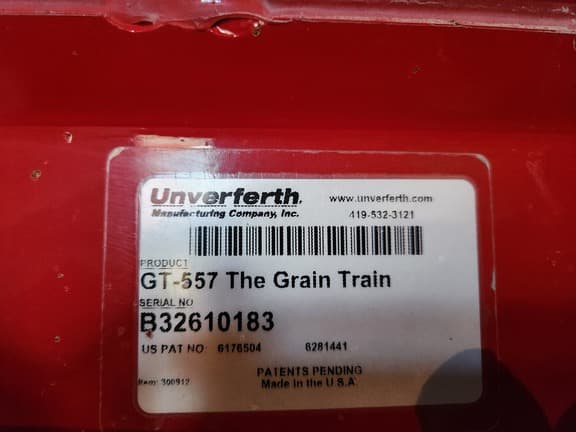 Unverferth. www.unverferth.com
Manufacturing Company, Inc. 419-532-3121
PRODUCT
GT-557 The Grain Train
SERIAL NO
B32610183
US PAT NO: 6176504 6281441
PATENTS PENDING
Item: 300912 Made in the U.S.A.